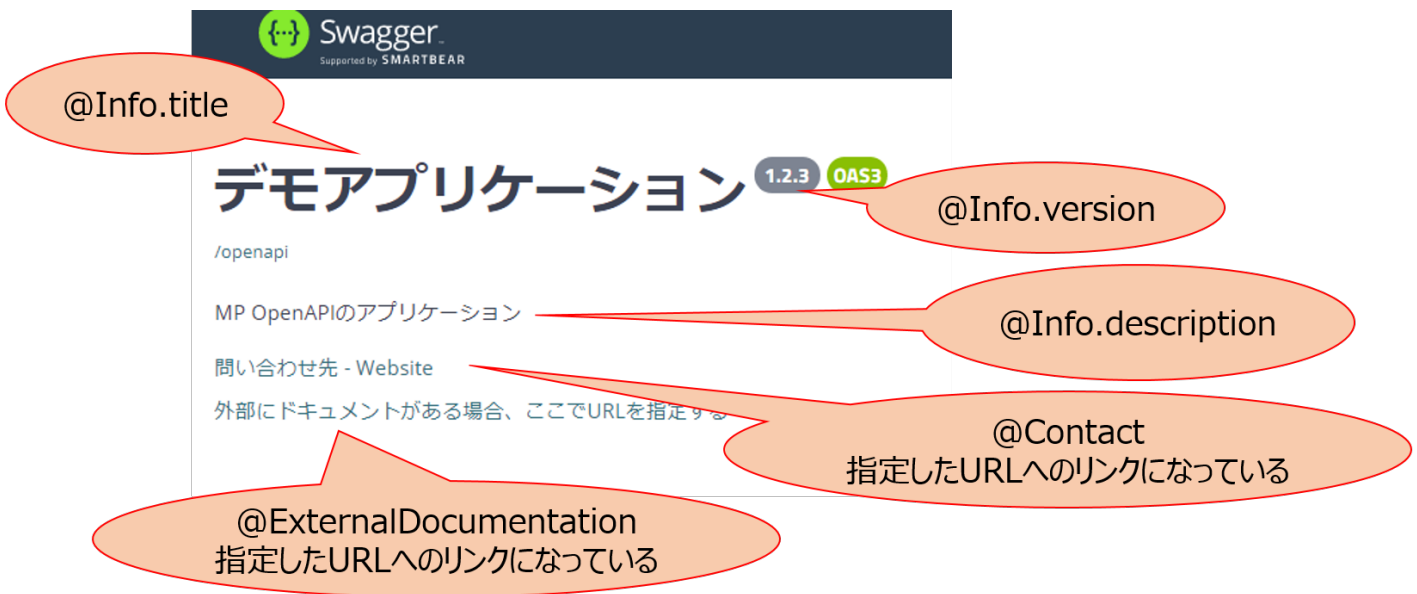 {···} Swagger.
Supported by SMARTBEAR
@Info.title
デモアプリケーション 1.2.3 OAS3
@Info.version
/openapi
MP OpenAPIのアプリケーション
@Info.description
問い合わせ先 - Website
外部にドキュメントがある場合、ここでURLを指定する
@Contact
指定したURLへのリンクになっている
@ExternalDocumentation
指定したURLへのリンクになっている